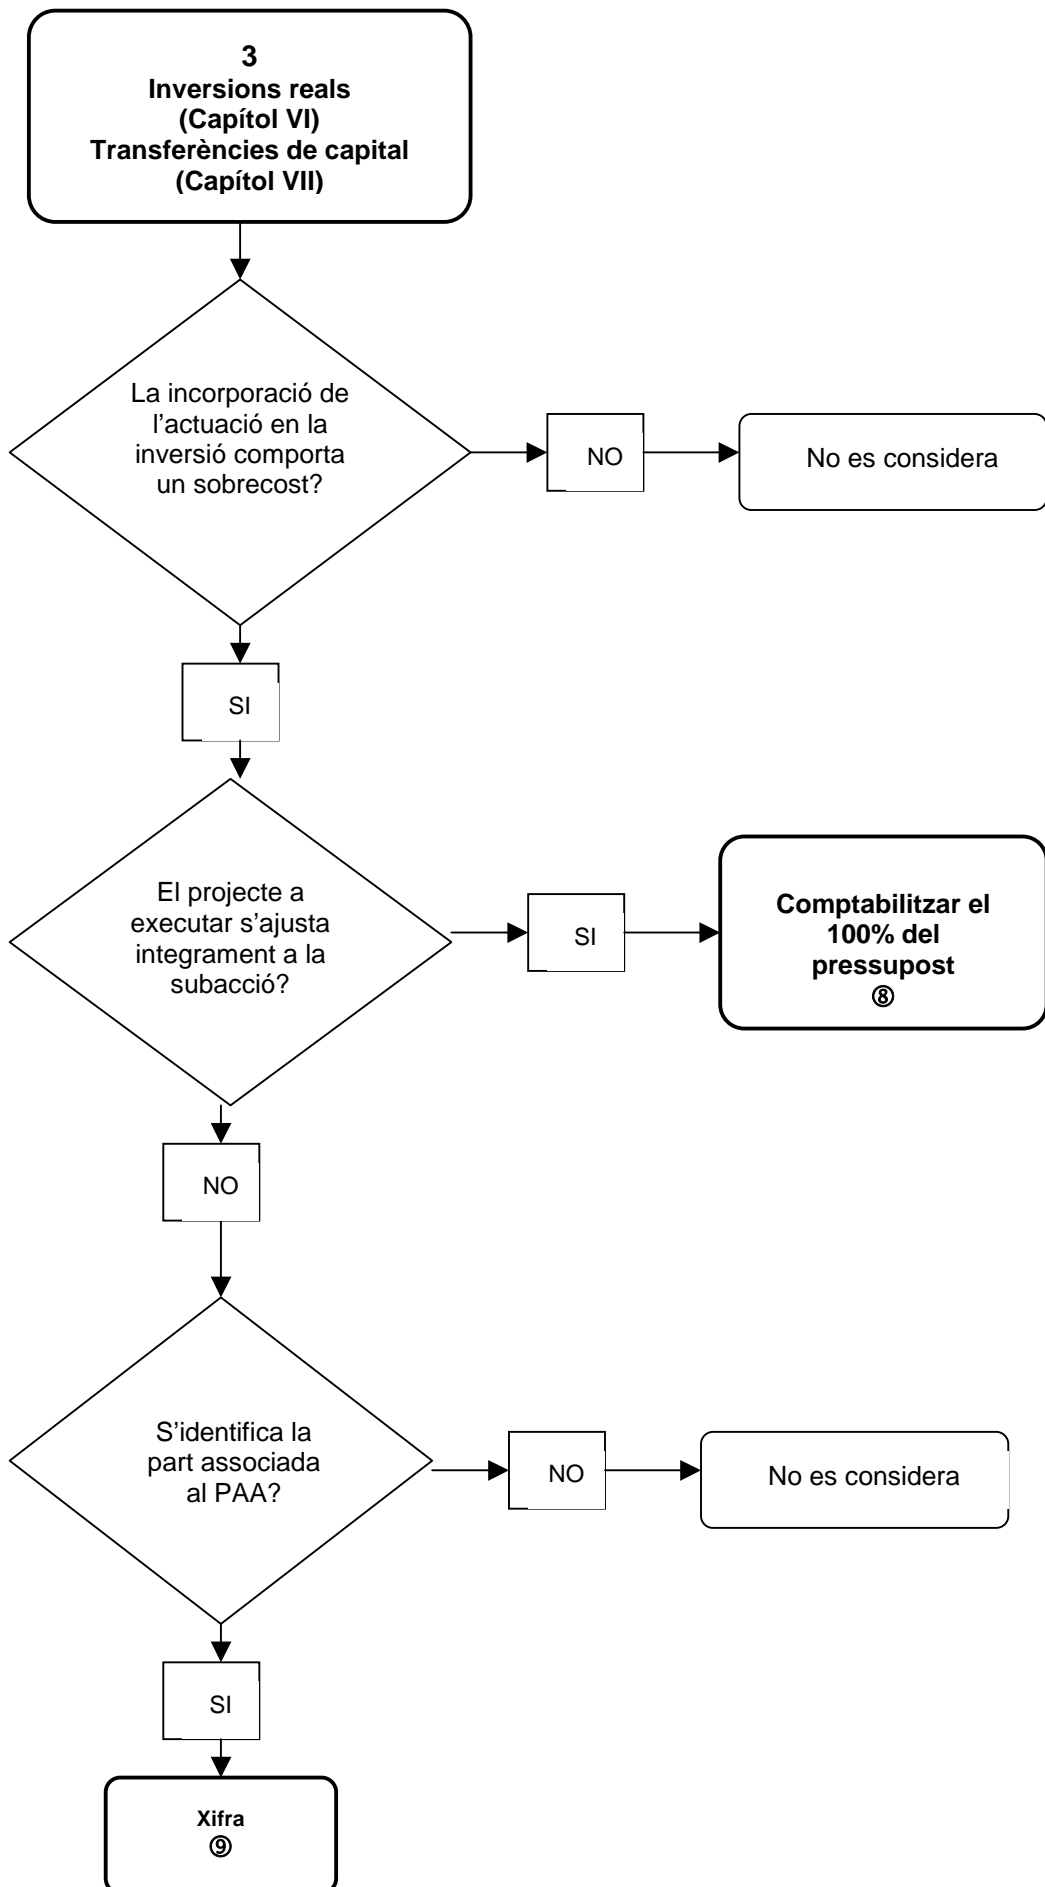 3
Inversions reals
(Capítol VI)
Transferències de capital
(Capítol VII)
La incorporació de
l’actuació en la
inversió comporta
un sobrecost?
NO
No es considera
SI
El projecte a
executar s’ajusta
integrament a la
subacció?
SI
Comptabilitzar el
100% del
pressupost
⑧
NO
S’identifica la
part associada
al PAA?
NO
No es considera
SI
Xifra
⑨